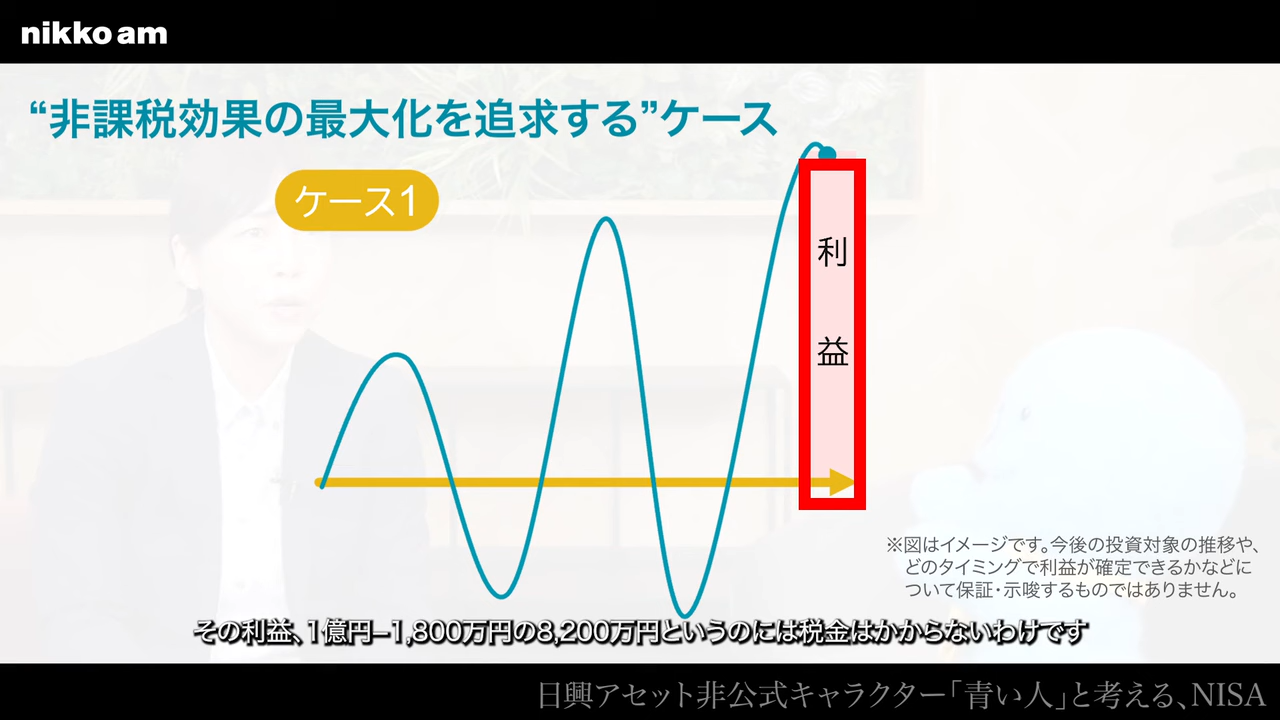 nikko am
“非課税効果の最大化を追求する”ケース
ケース1
利益
※図はイメージです。今後の投資対象の推移や、
どのタイミングで利益が確定できるかなどに
ついて保証・示唆するものではありません。
その利益、1億円−1,800万円の8,200万円というのには税金はかからないわけです
日興アセット非公式キャラクター「青い人」と考える、NISA